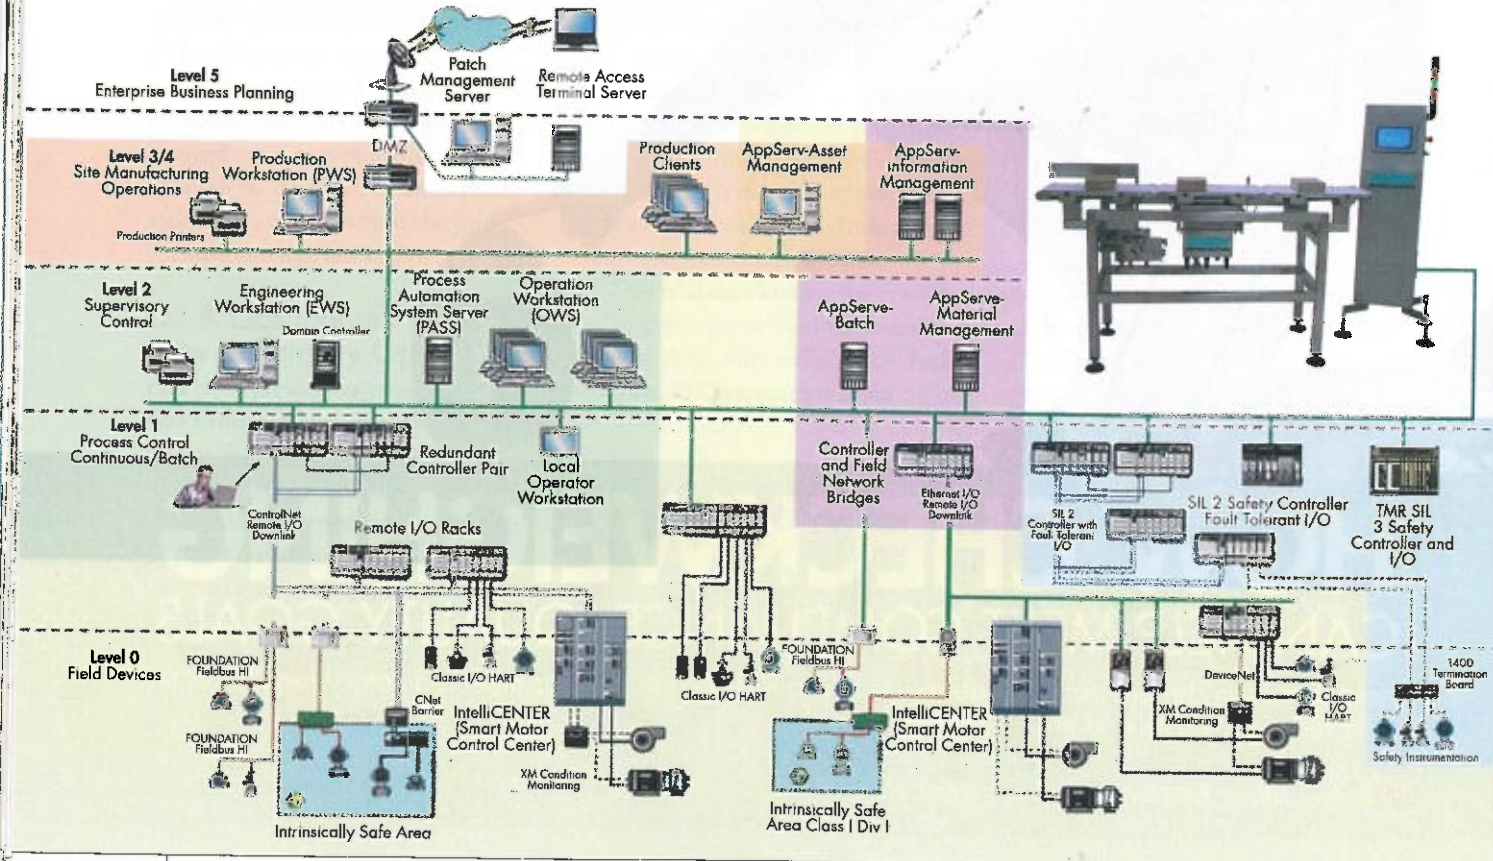 Level 5
Enterprise Business Planning
Patch
Management
Server
Remote Access
Terminal Server
DMZ
Level 3/4
Site Manufacturing
Operations
Production
Workstation (PWS)
Production Printers
Production
Clients
AppServ-Asset
Management
AppServ-
information
Management
Level 2
Supervisory
Control
Engineering
Workstation (EWS)
Domain Controller
Process
Automation
System Server
(PASS)
Operation
Workstation
(OWS)
AppServe-
Batch
AppServe-
Material
Management
Level 1
Process Control
Continuous/Batch
Redundant
Controller Pair
Local
Operator
Workstation
Controller
and Field
Network
Bridges
Ethernet I/O
Remote I/O
Downlink
ControlNet
Remote I/O
Downlink
Remote I/O Racks
SIL 2
Controller with
Fault Tolerant
I/O
SIL 2 Safety Controller
Fault Tolerant I/O
TMR SIL
3 Safety
Controller and
I/O
Level 0
Field Devices
FOUNDATION
Fieldbus HI
FOUNDATION
Fieldbus HI
CNet
Barrier
Classic I/O HART
IntelliCENTER
(Smart Motor
Control Center)
XM Condition
Monitoring
Intrinsically Safe Area
Classic I/O HART
FOUNDATION
Fieldbus HI
IntelliCENTER
(Smart Motor
Control Center)
Intrinsically Safe
Area Class I Div I
DeviceNet
XM Condition
Monitoring
Classic
I/O
HART
1400
Termination
Board
Safety Instrumentation